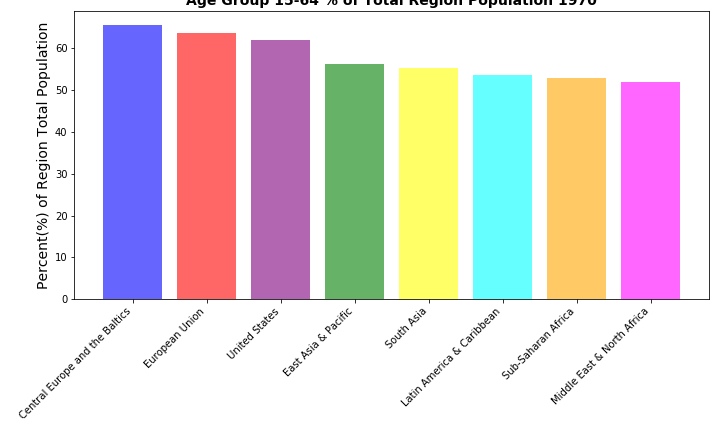 Age Group 15-64 % of Total Region Population 1970
Percent(%) of Region Total Population
60
50
40
30
20
10
0
Central Europe and the Baltics
European Union
United States
East Asia & Pacific
South Asia
Latin America & Caribbean
Sub-Saharan Africa
Middle East & North Africa